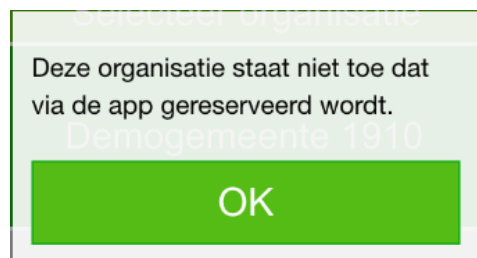 Selecteer organisatie
Deze organisatie staat niet toe dat
via de app gereserveerd wordt.
Demogemeente 1910
OK